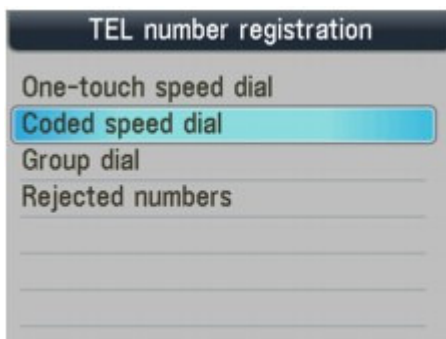 TEL number registration
One-touch speed dial
Coded speed dial
Group dial
Rejected numbers